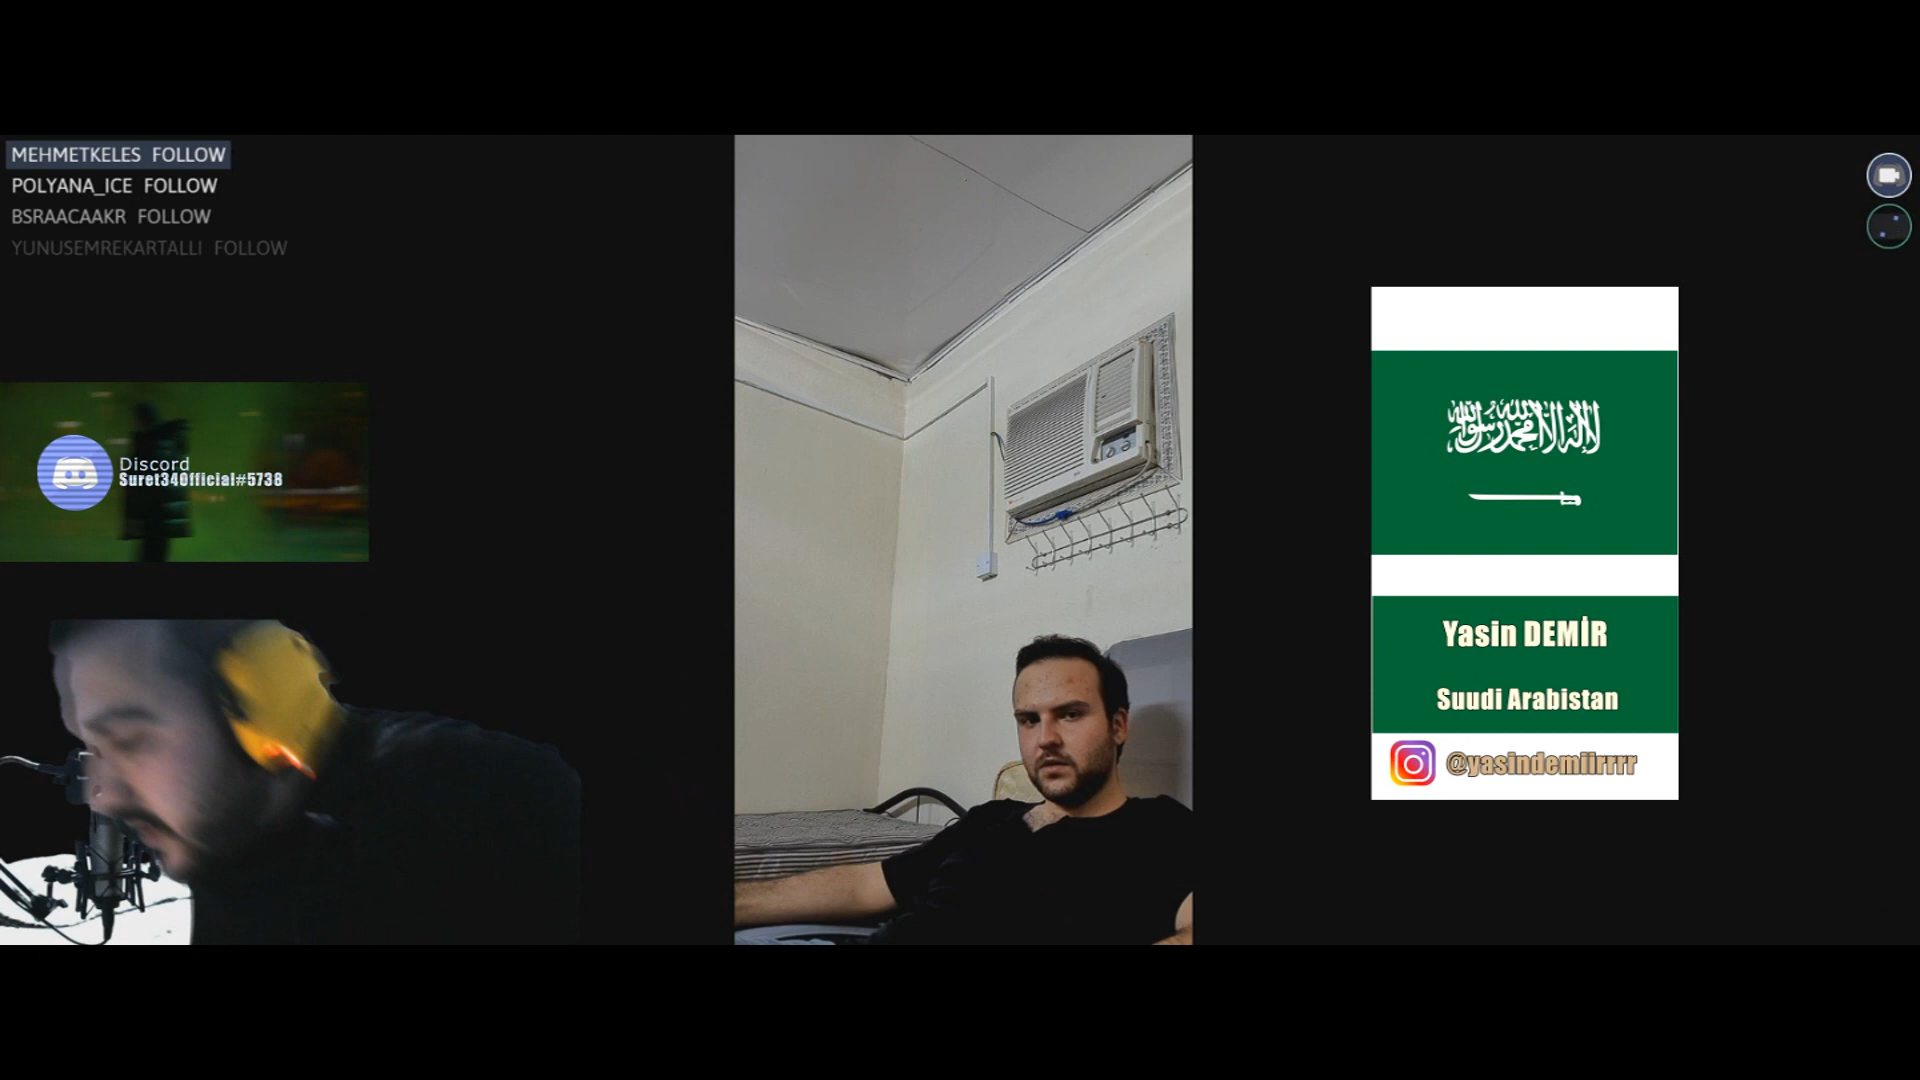 MEHMETKELES FOLLOW
POLYANA_ICE FOLLOW
BSRAACAAKR FOLLOW
YUNUSEMREKARTALLI FOLLOW
Discord
Suret34Official#5738
لا إله إلا الله محمد رسول الله
Yasin DEMİR
Suudi Arabistan
@yasindemiirrrr